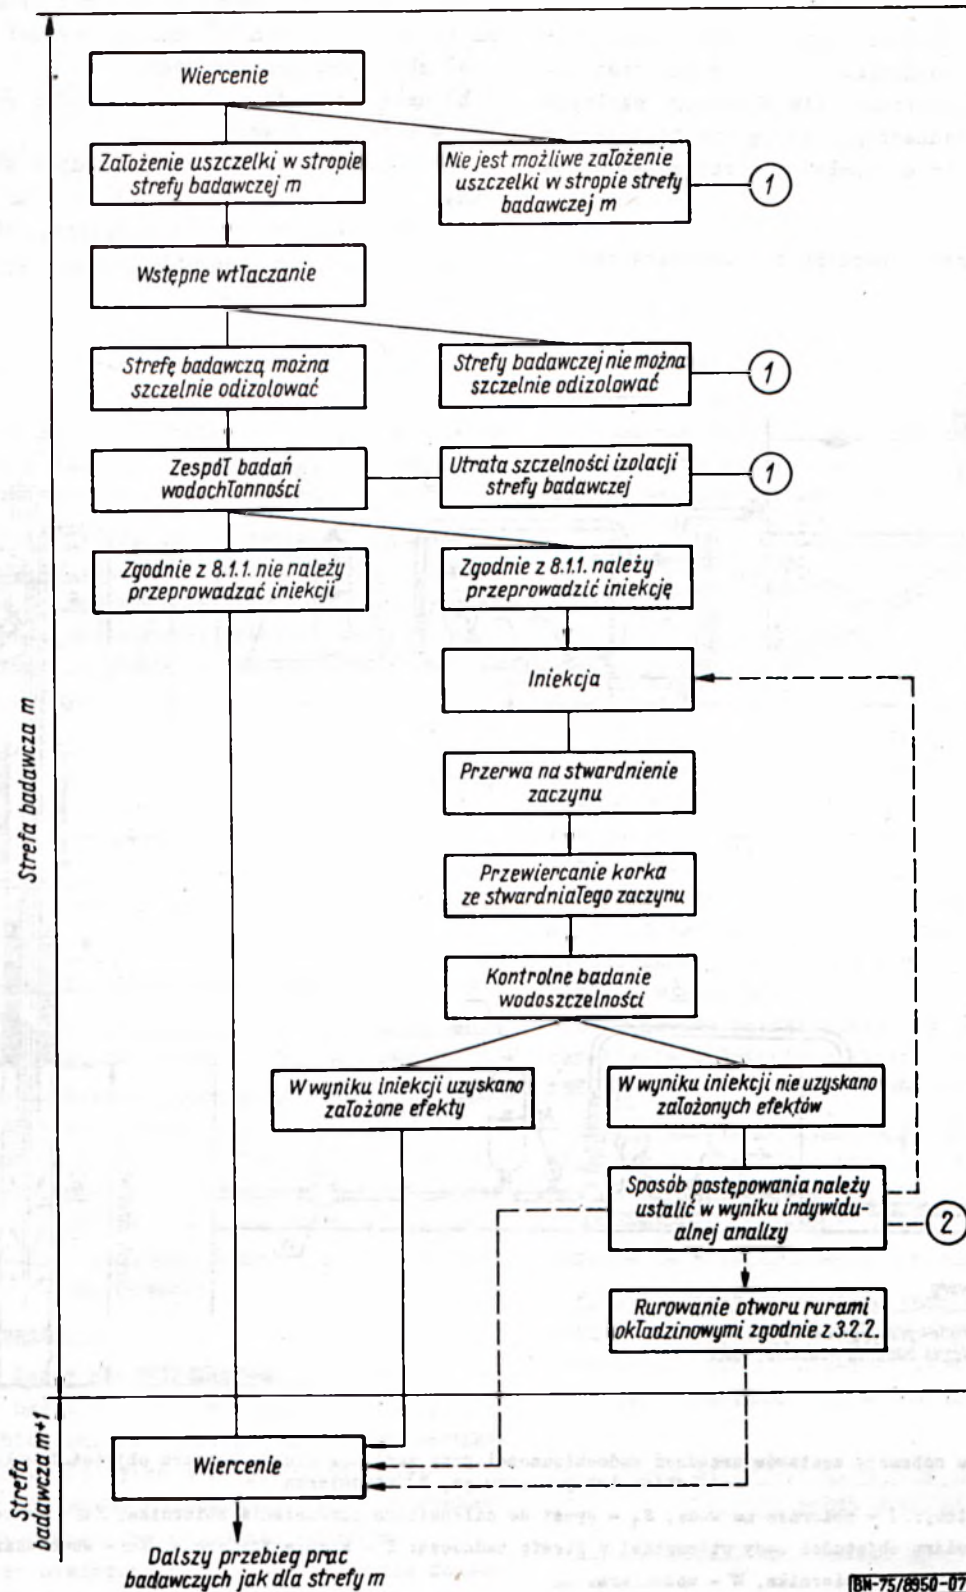 Wiercenie
Założenie uszczelki w stropie
strefy badawczej m
Nie jest możliwe założenie
uszczelki w stropie strefy
badawczej m
1
Wstępne wtłaczanie
Strefę badawczą można
szczelnie odizolować
Strefy badawczej nie można
szczelnie odizolować
1
Zespół badań
wodochłonności
Utrata szczelności izolacji
strefy badawczej
1
Zgodnie z 8.1.1. nie należy
przeprowadzać iniekcji
Zgodnie z 8.1.1. należy
przeprowadzić iniekcję
Iniekcja
Przerwa na stwardnienie
zaczynu
Przewiercanie korka
ze stwardniałego zaczynu
Kontrolne badanie
wodoszczelności
W wyniku iniekcji uzyskano
założone efekty
W wyniku iniekcji nie uzyskano
założonych efektów
Sposób postępowania należy
ustalić w wyniku indywidu-
alnej analizy
2
Rurowanie otworu rurami
okładzinowymi zgodnie z 3.2.2.
Strefa badawcza m
Strefa
badawcza m+1
Wiercenie
Dalszy przebieg prac
badawczych jak dla strefy m
BN-75/8950-07